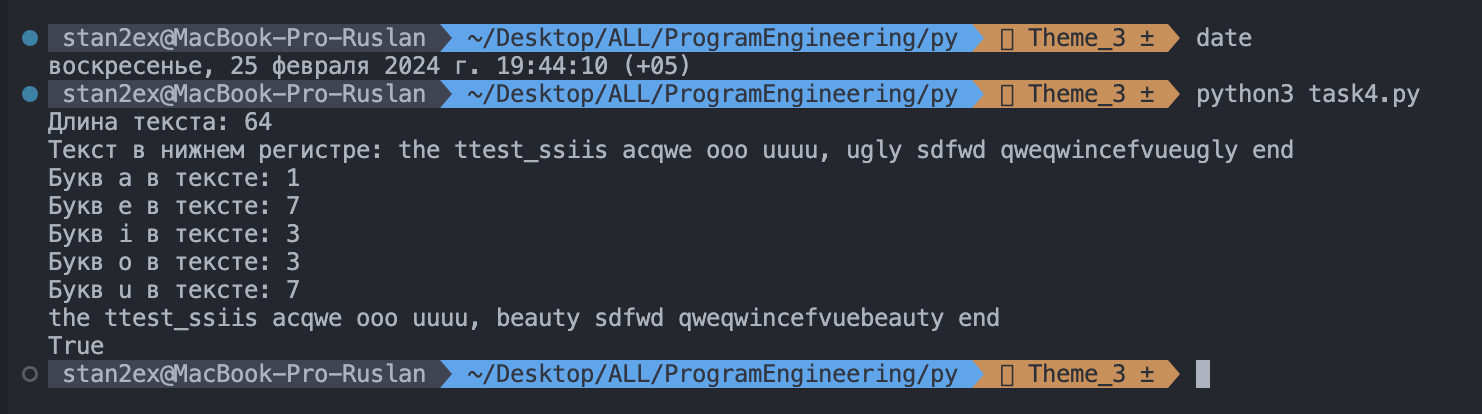 stan2ex@MacBook-Pro-Ruslan ~/Desktop/ALL/ProgramEngineering/py Theme_3 ± date
воскресенье, 25 февраля 2024 г. 19:44:10 (+05)
stan2ex@MacBook-Pro-Ruslan ~/Desktop/ALL/ProgramEngineering/py Theme_3 ± python3 task4.py
Длина текста: 64
Текст в нижнем регистре: the ttest_ssiis acqwe ooo uuuu, ugly sdfwd qweqwincefvueugly end
Букв a в тексте: 1
Букв e в тексте: 7
Букв i в тексте: 3
Букв o в тексте: 3
Букв u в тексте: 7
the ttest_ssiis acqwe ooo uuuu, beauty sdfwd qweqwincefvuebeauty end
True
stan2ex@MacBook-Pro-Ruslan ~/Desktop/ALL/ProgramEngineering/py Theme_3 ±